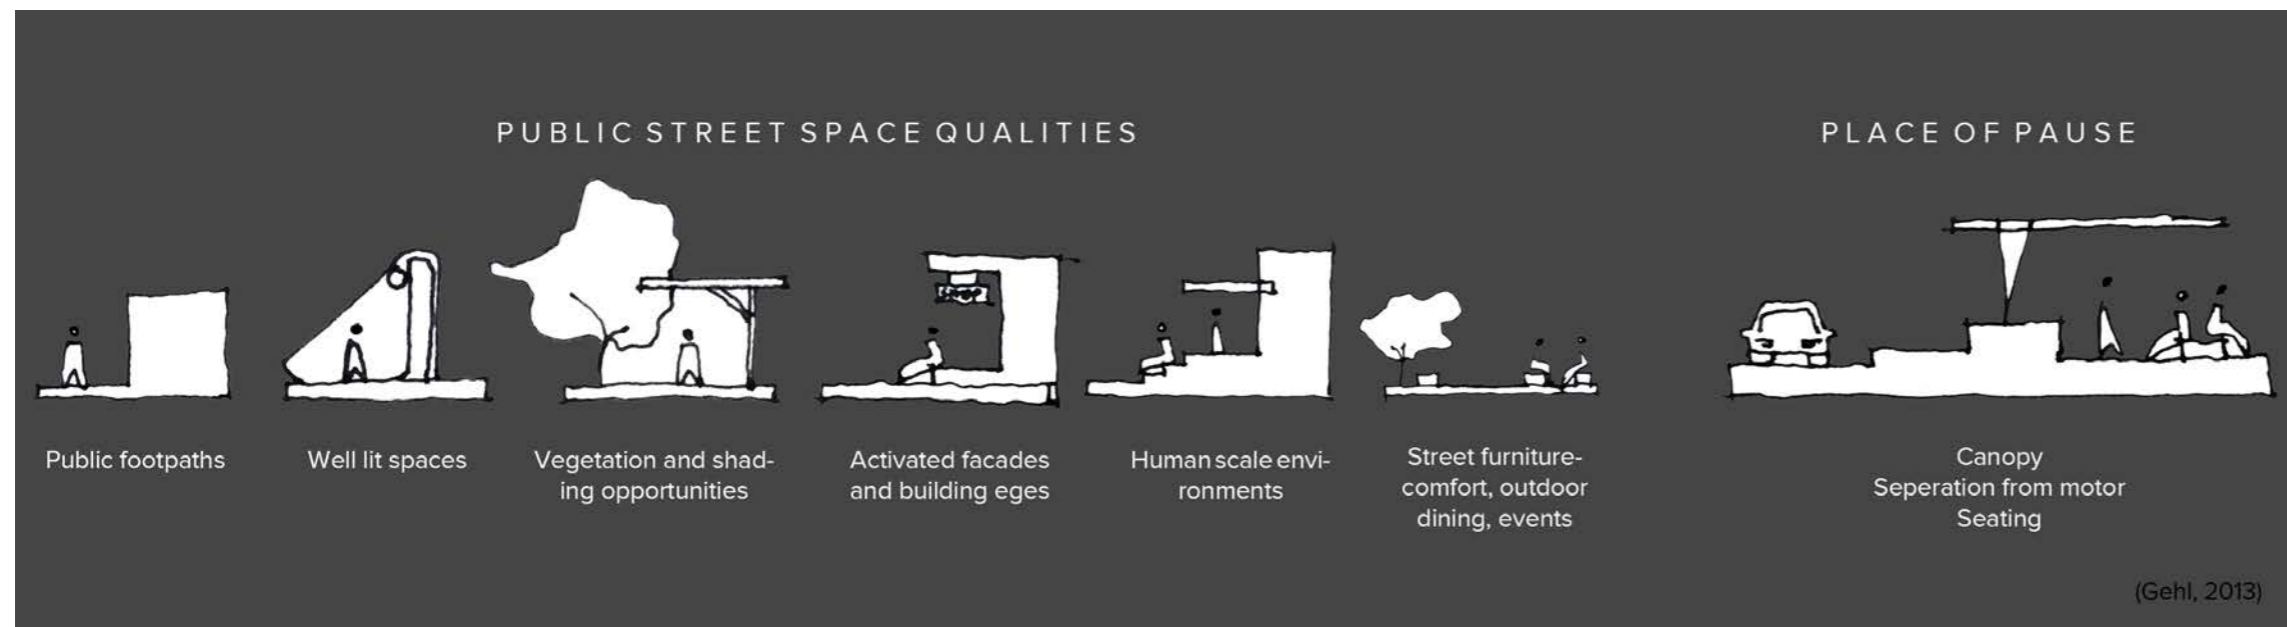 PUBLIC STREET SPACE QUALITIES
PLACE OF PAUSE
Public footpaths
Well lit spaces
Vegetation and shad-
ing opportunities
Activated facades
and building eges
Human scale envi-
ronments
Street furniture-
comfort, outdoor
dining, events
Canopy
Seperation from motor
Seating
(Gehl, 2013)